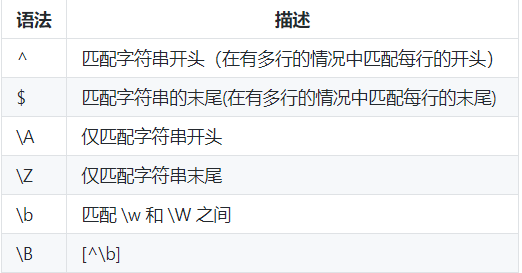 语法 描述
^ 匹配字符串开头（在有多行的情况中匹配每行的开头）
$ 匹配字符串的末尾(在有多行的情况中匹配每行的末尾)
\A 仅匹配字符串开头
\Z 仅匹配字符串末尾
\b 匹配 \w 和 \W 之间
\B [^\b]